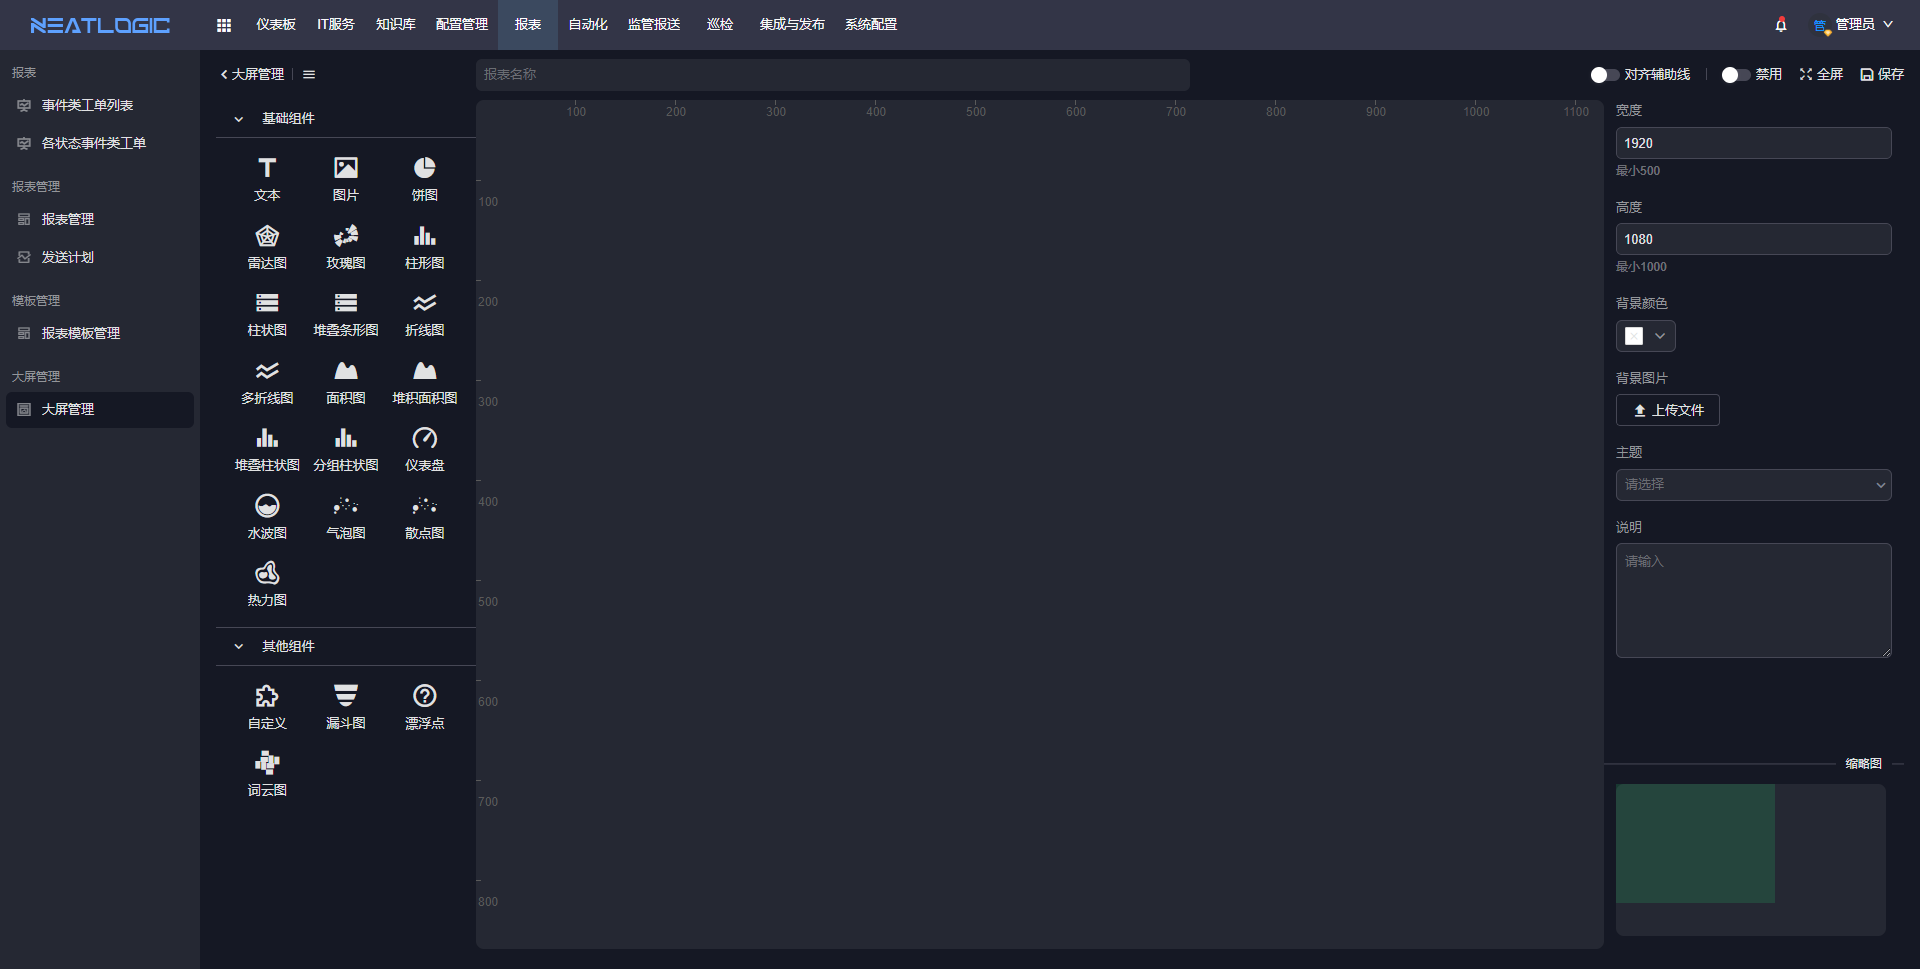 NEATLOGIC
仪表板 IT服务 知识库 配置管理 报表 自动化 监管报送 巡检 集成与发布 系统配置
管 管理员
报表
事件类工单列表
各状态事件类工单
报表管理
报表管理
发送计划
模板管理
报表模板管理
大屏管理
大屏管理
大屏管理
报表名称
对齐辅助线 禁用 全屏 保存
基础组件
文本 图片 饼图
雷达图 玫瑰图 柱形图
柱状图 堆叠条形图 折线图
多折线图 面积图 堆积面积图
堆叠柱状图 分组柱状图 仪表盘
水波图 气泡图 散点图
热力图
其他组件
自定义 漏斗图 漂浮点
词云图
100 200 300 400 500 600 700 800 900 1000 1100
100
200
300
400
500
600
700
800
宽度
1920
最小500
高度
1080
最小1000
背景颜色
背景图片
上传文件
主题
请选择
说明
请输入
缩略图